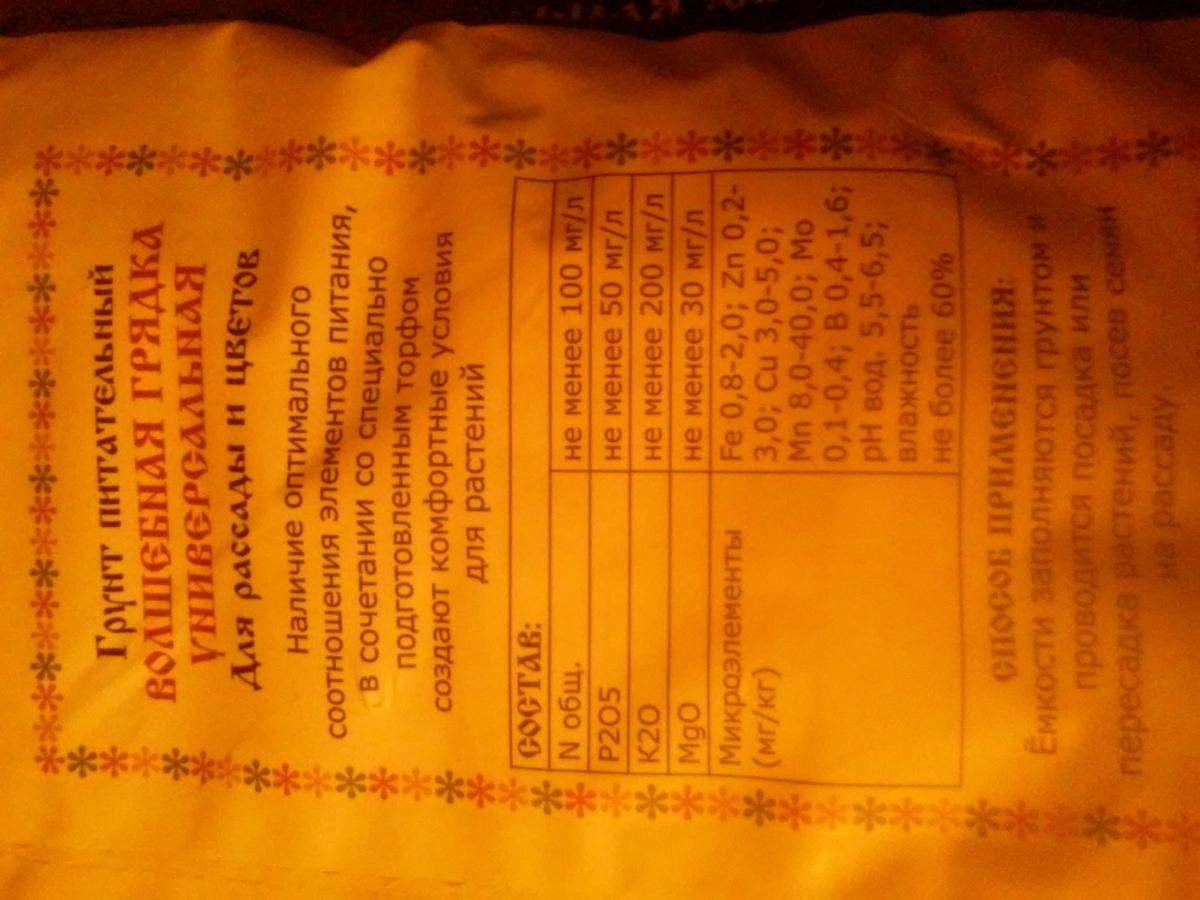 Грунт питательный
ВОЛШЕБНАЯ ГРЯДКА
УНИВЕРСАЛЬНАЯ
Для рассады и цветов
Наличие оптимального
соотношения элементов питания,
в сочетании со специально
подготовленным торфом
создают комфортные условия
для растений
СОСТАВ:
N общ. не менее 100 мг/л
P2O5 не менее 50 мг/л
K2O не менее 200 мг/л
MgO не менее 30 мг/л
Микроэлементы Fe 0,8-2,0; Zn 0,2-
(мг/кг) 3,0; Cu 3,0-5,0;
Mn 8,0-40,0; Mo
0,1-0,4; B 0,4-1,6;
pH вод. 5,5-6,5;
влажность
не более 60%
СПОСОБ ПРИМЕНЕНИЯ:
Ёмкости заполняются грунтом и
проводится посадка или
пересадка растений, посев семян
на рассаду.